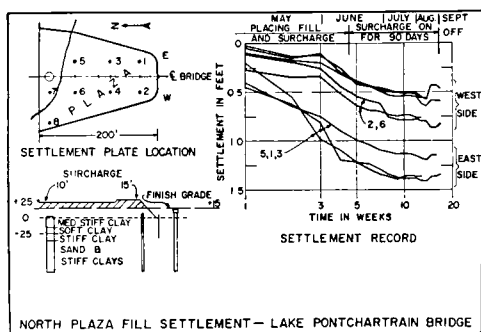 N
E
5 3 1
℄ BRIDGE
PLAZA
7 6 4 2
W
8
200'
SETTLEMENT PLATE LOCATION
SURCHARGE
10' 15' FINISH GRADE
+25 +15
0
-25
MED STIFF CLAY
SOFT CLAY
STIFF CLAY
SAND &
STIFF CLAYS
MAY JUNE JULY AUG. SEPT
PLACING FILL AND SURCHARGE
SURCHARGE ON FOR 90 DAYS
OFF
SETTLEMENT IN FEET
0
0.5
1.0
1.5
2,6
5,1,3
WEST SIDE
EAST SIDE
1 3 5 10 15 20
TIME IN WEEKS
SETTLEMENT RECORD
NORTH PLAZA FILL SETTLEMENT — LAKE PONTCHARTRAIN BRIDGE